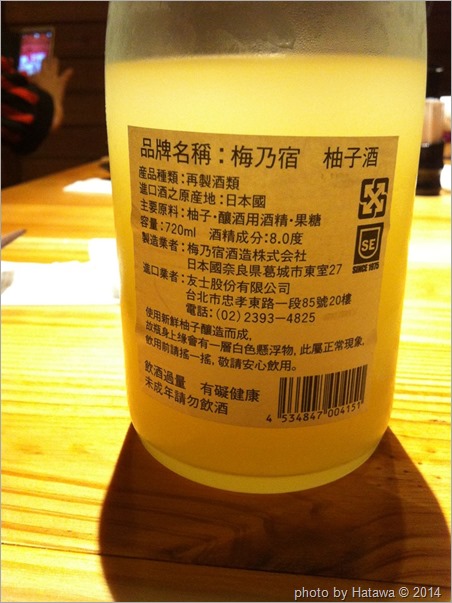 品牌名稱：梅乃宿 柚子酒
産品種類：再製酒類
進口酒之原産地：日本國
主要原料：柚子‧釀酒用酒精‧果糖
容量：720ml 酒精成分：8.0度
製造業者：梅乃宿酒造株式会社
日本國奈良県葛城市東室27
進口業者：友士股份有限公司
台北市忠孝東路一段85號20樓
電話：(02)2393-4825
使用新鮮柚子釀造而成，
故瓶身上緣會有一層白色懸浮物，此屬正常現象，
飲用前請搖一搖，敬請安心飲用。
飲酒過量 有礙健康
未成年請勿飲酒
SE
SINCE 1975
4 534847 004151
photo by Hatawa © 2014